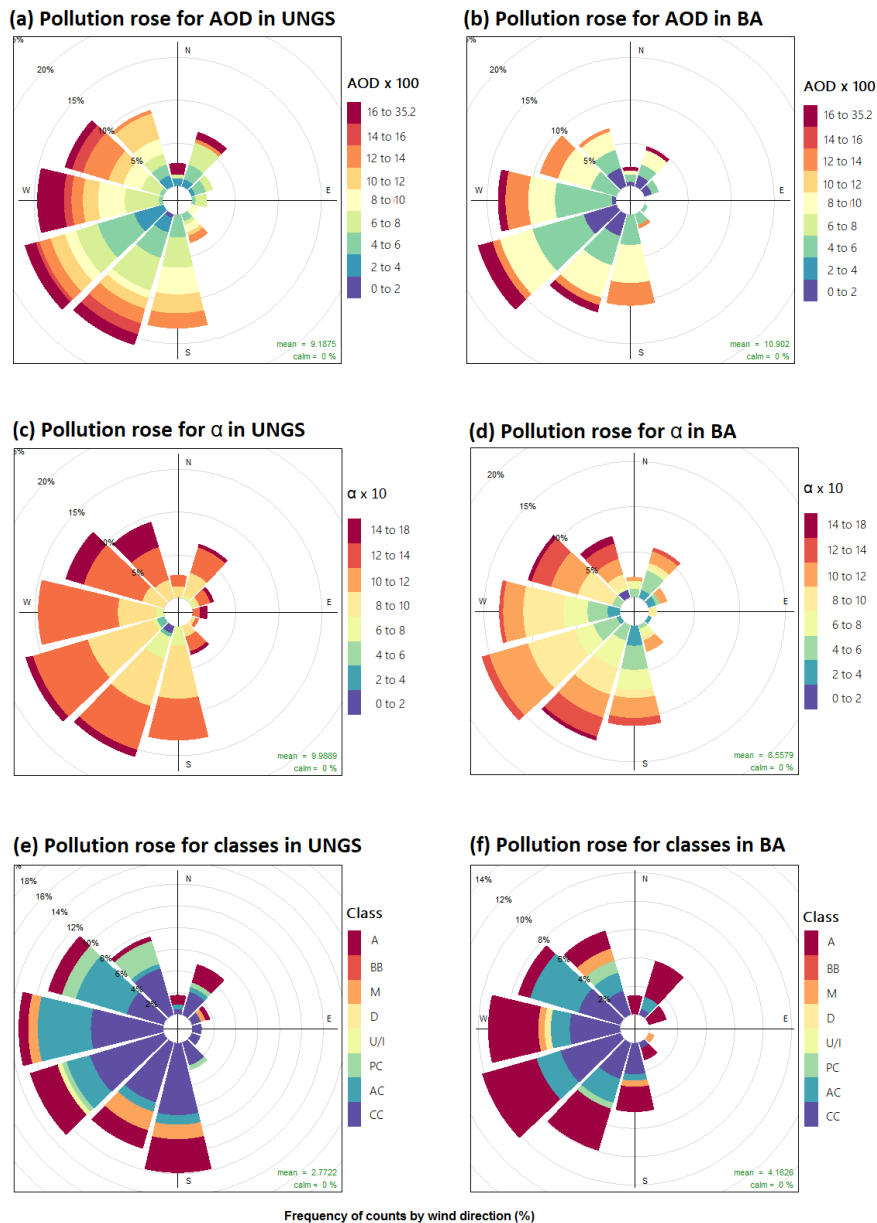 (a) Pollution rose for AOD in UNGS
(b) Pollution rose for AOD in BA
5%
20%
15%
10%
5%
N
E
S
W
mean = 9.1875
calm = 0 %
AOD x 100
16 to 35.2
14 to 16
12 to 14
10 to 12
8 to 10
6 to 8
4 to 6
2 to 4
0 to 2
20%
15%
10%
5%
N
E
S
W
mean = 10.902
calm = 0 %
AOD x 100
16 to 35.2
14 to 16
12 to 14
10 to 12
8 to 10
6 to 8
4 to 6
2 to 4
0 to 2
(c) Pollution rose for α in UNGS
(d) Pollution rose for α in BA
5%
20%
15%
10%
5%
N
E
S
W
mean = 9.9889
calm = 0 %
α x 10
14 to 18
12 to 14
10 to 12
8 to 10
6 to 8
4 to 6
2 to 4
0 to 2
20%
15%
10%
5%
N
E
S
W
mean = 8.5579
calm = 0 %
α x 10
14 to 18
12 to 14
10 to 12
8 to 10
6 to 8
4 to 6
2 to 4
0 to 2
(e) Pollution rose for classes in UNGS
(f) Pollution rose for classes in BA
%
18%
16%
14%
12%
10%
8%
6%
4%
2%
N
E
S
W
mean = 2.7722
calm = 0 %
Class
A
BB
M
D
U/I
PC
AC
CC
14%
12%
10%
8%
6%
4%
2%
N
E
S
W
mean = 4.1626
calm = 0 %
Class
A
BB
M
D
U/I
PC
AC
CC
Frequency of counts by wind direction (%)